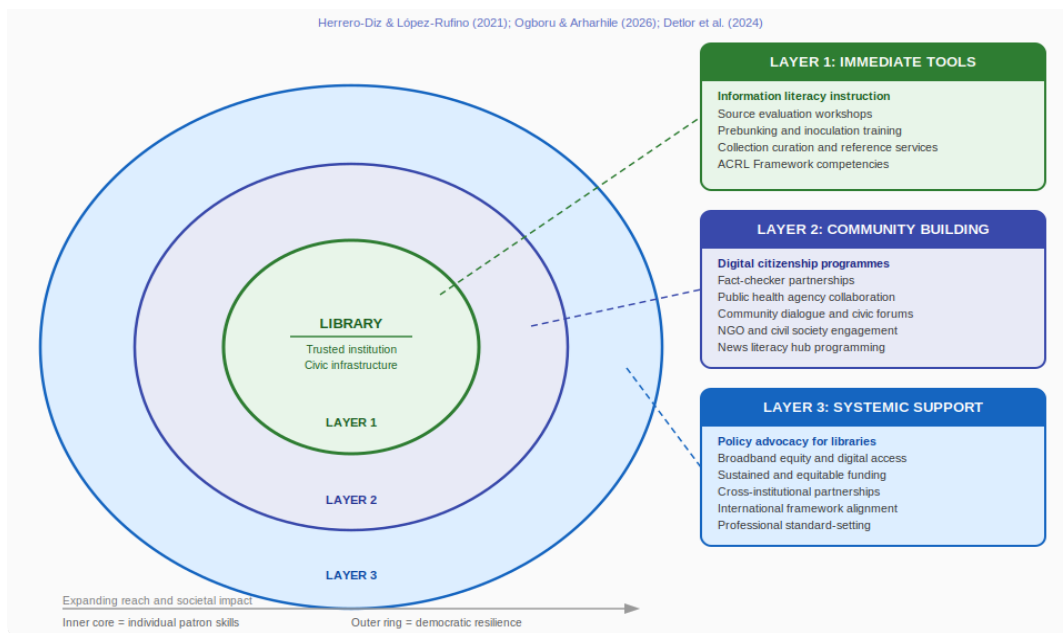 Herrero-Diz & López-Rufino (2021); Ogboru & Arharhile (2026); Detlor et al. (2024)
LIBRARY
Trusted institution
Civic infrastructure
LAYER 1
LAYER 2
LAYER 3
LAYER 1: IMMEDIATE TOOLS
Information literacy instruction
Source evaluation workshops
Prebunking and inoculation training
Collection curation and reference services
ACRL Framework competencies
LAYER 2: COMMUNITY BUILDING
Digital citizenship programmes
Fact-checker partnerships
Public health agency collaboration
Community dialogue and civic forums
NGO and civil society engagement
News literacy hub programming
LAYER 3: SYSTEMIC SUPPORT
Policy advocacy for libraries
Broadband equity and digital access
Sustained and equitable funding
Cross-institutional partnerships
International framework alignment
Professional standard-setting
Expanding reach and societal impact
Inner core = individual patron skills
Outer ring = democratic resilience